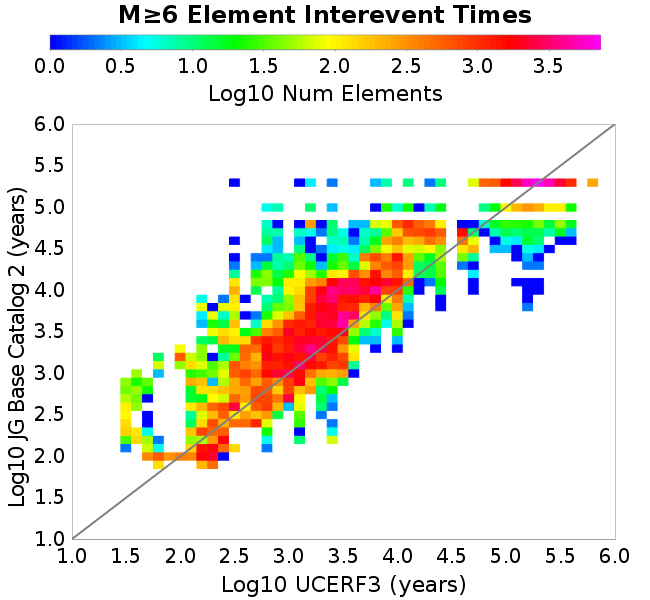 M≥6 Element Interevent Times
0.0 0.5 1.0 1.5 2.0 2.5 3.0 3.5
Log10 Num Elements
6.0
5.5
5.0
4.5
4.0
3.5
3.0
2.5
2.0
1.5
1.0
Log10 JG Base Catalog 2 (years)
1.0 1.5 2.0 2.5 3.0 3.5 4.0 4.5 5.0 5.5 6.0
Log10 UCERF3 (years)